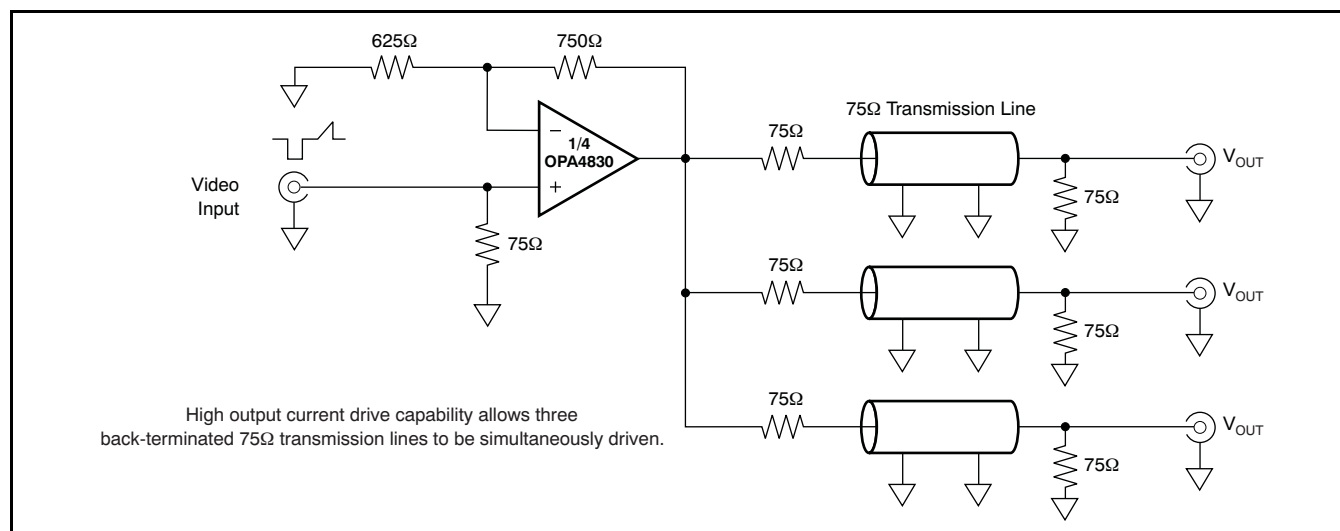 625Ω
750Ω
75Ω Transmission Line
1/4
OPA4830
−
+
Video
Input
75Ω
75Ω
75Ω
V_OUT
75Ω
75Ω
V_OUT
75Ω
75Ω
V_OUT
High output current drive capability allows three
back-terminated 75Ω transmission lines to be simultaneously driven.